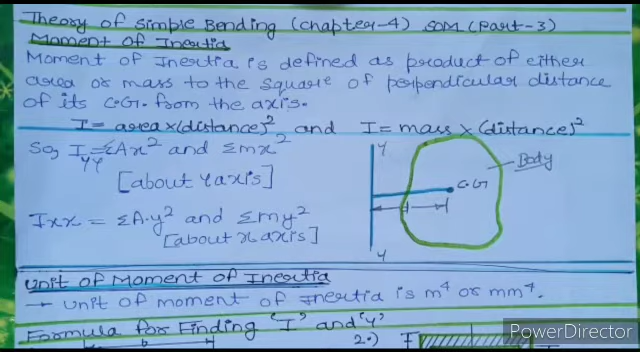 Theory of Simple Bending (Chapter-4) SOM (Part-3)
Moment of Inertia
Moment of Inertia is defined as product of either
area or mass to the square of perpendicular distance
of its C.G. from the axis.
I = area×(distance)² and I = mass × (distance)²
So, Iyy = ΣAx² and Σmx²
[about Y axis]
Ixx = ΣA.y² and Σmy²
[about x axis]
Y
Body
C.G
Y
Unit of Moment of Inertia
→ Unit of moment of Inertia is m⁴ or mm⁴.
Formula for Finding 'I' and 'Y'
b
2.)
I
PowerDirector